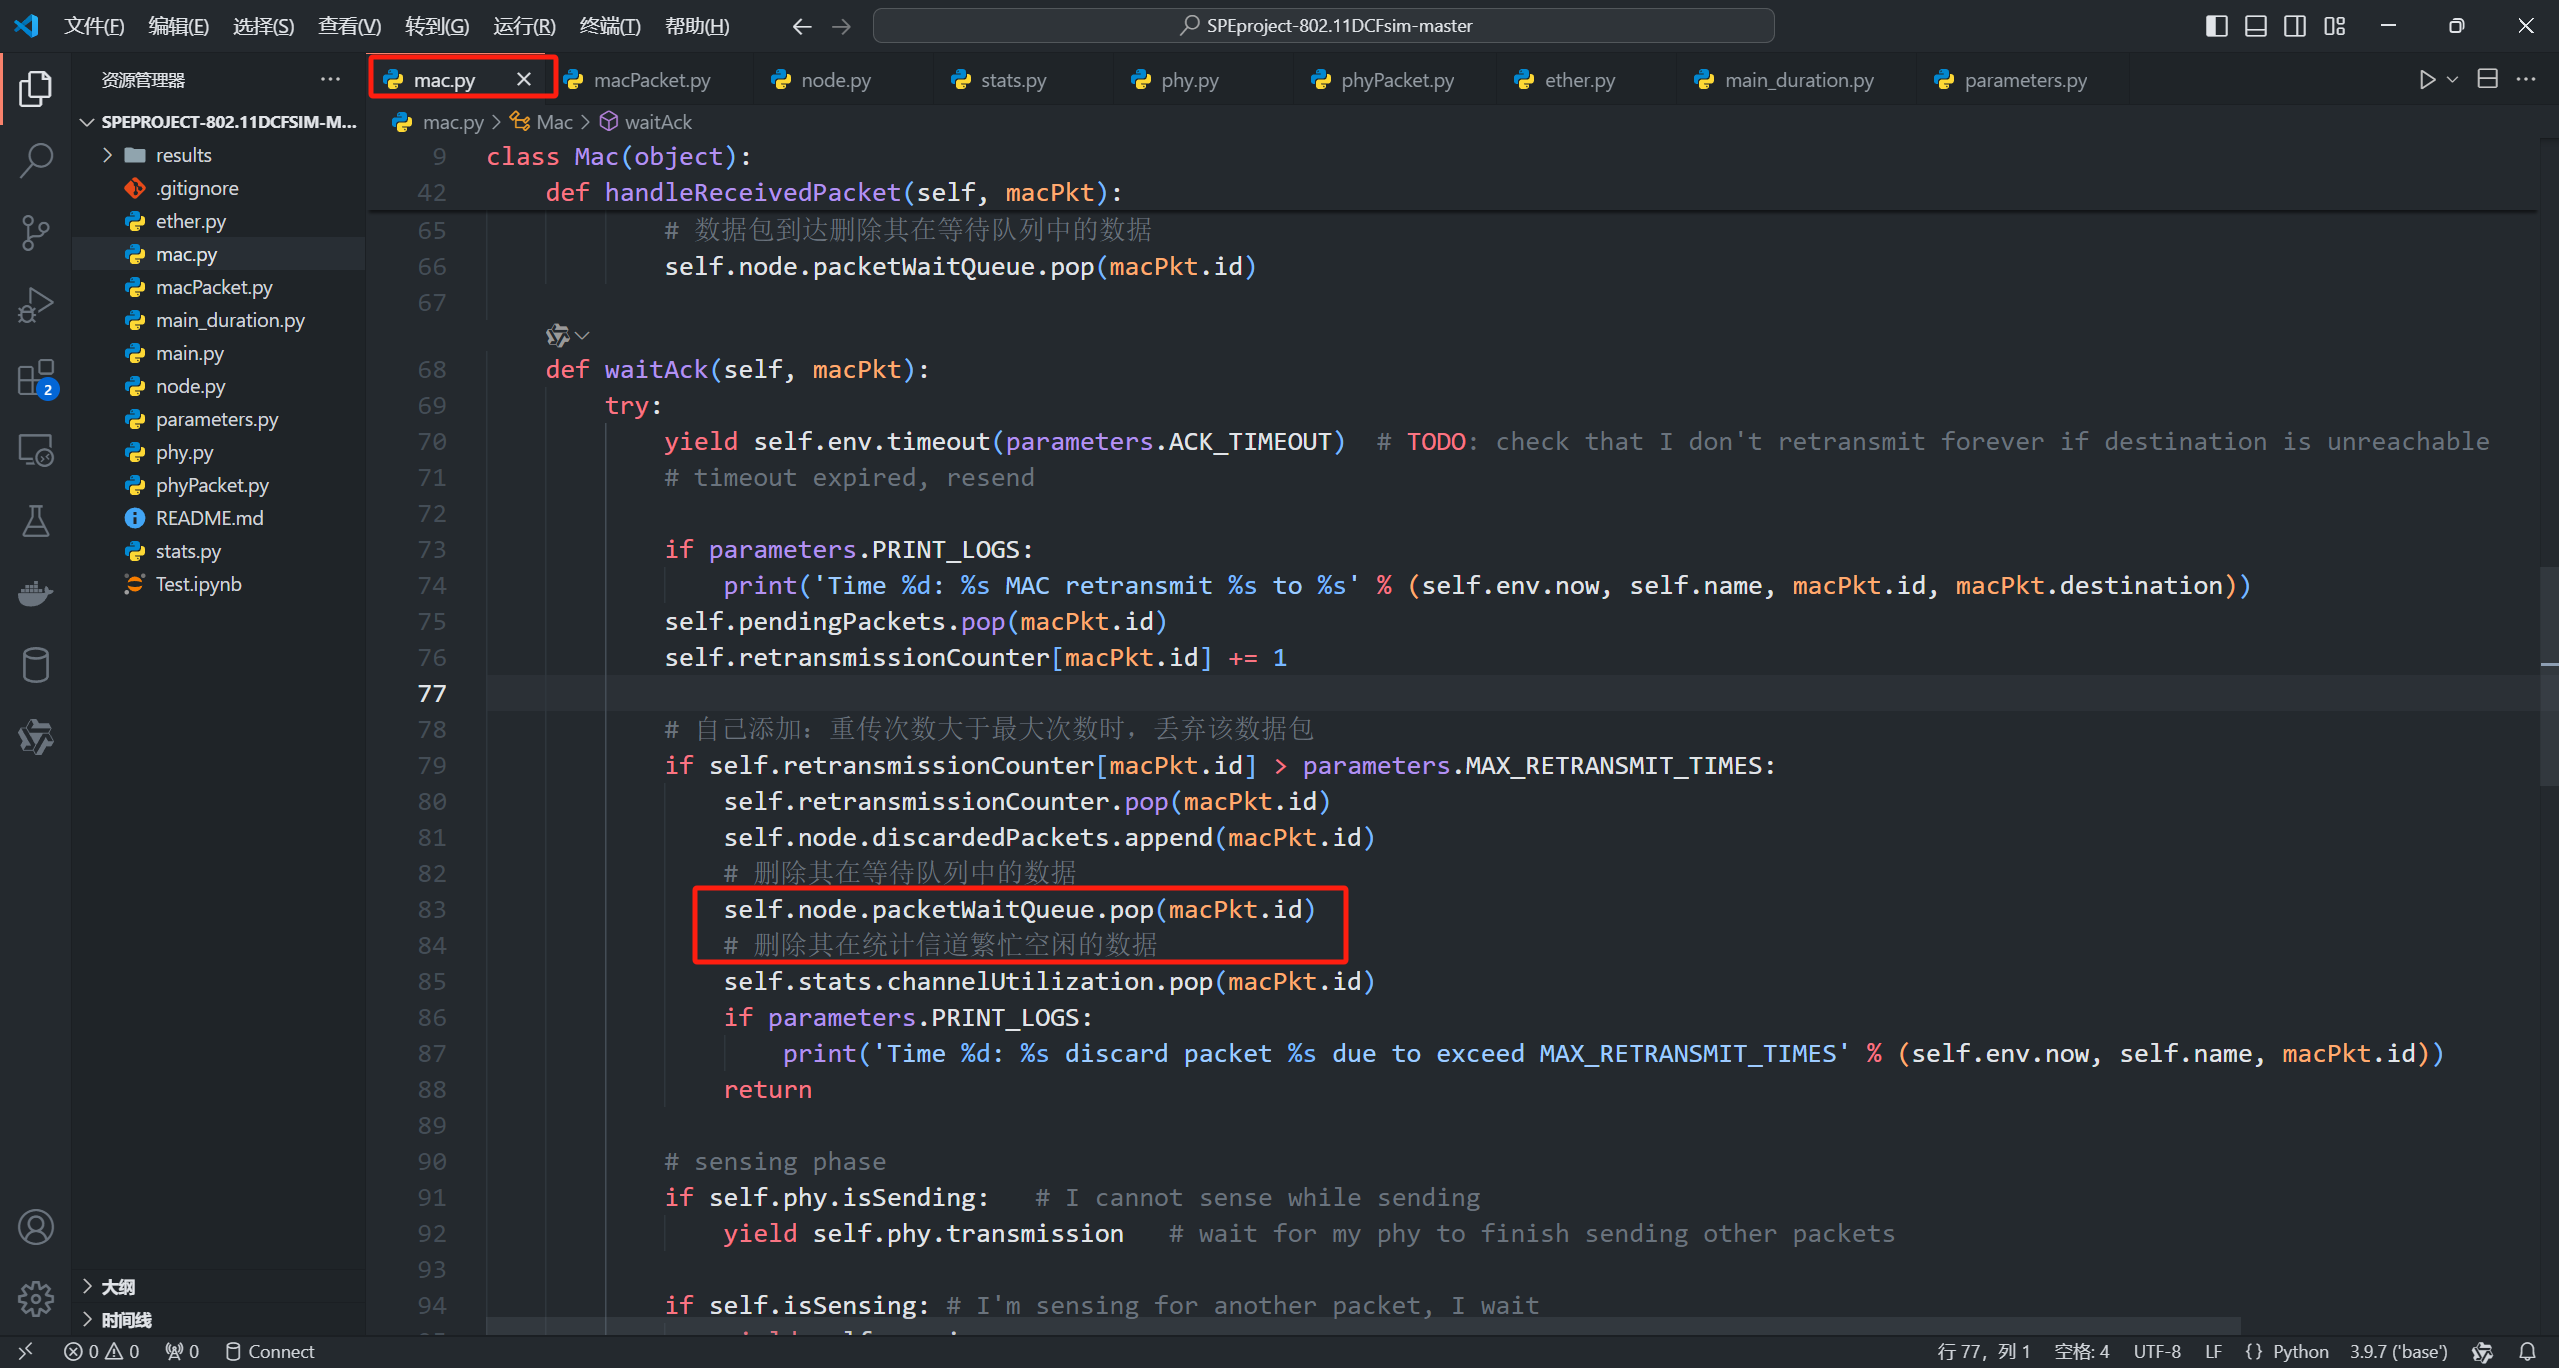 文件(F) 编辑(E) 选择(S) 查看(V) 转到(G) 运行(R) 终端(T) 帮助(H) SPEproject-802.11DCFsim-master
资源管理器
mac.py macPacket.py node.py stats.py phy.py phyPacket.py ether.py main_duration.py parameters.py
SPEPROJECT-802.11DCFSIM-M...
results
.gitignore
ether.py
mac.py
macPacket.py
main_duration.py
main.py
node.py
parameters.py
phy.py
phyPacket.py
README.md
stats.py
Test.ipynb
2
大纲
时间线
mac.py > Mac > waitAck
9 class Mac(object):
42 def handleReceivedPacket(self, macPkt):
65 # 数据包到达删除其在等待队列中的数据
66 self.node.packetWaitQueue.pop(macPkt.id)
67
68 def waitAck(self, macPkt):
69 try:
70 yield self.env.timeout(parameters.ACK_TIMEOUT) # TODO: check that I don't retransmit forever if destination is unreachable
71 # timeout expired, resend
72
73 if parameters.PRINT_LOGS:
74 print('Time %d: %s MAC retransmit %s to %s' % (self.env.now, self.name, macPkt.id, macPkt.destination))
75 self.pendingPackets.pop(macPkt.id)
76 self.retransmissionCounter[macPkt.id] += 1
77
78 # 自己添加：重传次数大于最大次数时，丢弃该数据包
79 if self.retransmissionCounter[macPkt.id] > parameters.MAX_RETRANSMIT_TIMES:
80 self.retransmissionCounter.pop(macPkt.id)
81 self.node.discardedPackets.append(macPkt.id)
82 # 删除其在等待队列中的数据
83 self.node.packetWaitQueue.pop(macPkt.id)
84 # 删除其在统计信道繁忙空闲的数据
85 self.stats.channelUtilization.pop(macPkt.id)
86 if parameters.PRINT_LOGS:
87 print('Time %d: %s discard packet %s due to exceed MAX_RETRANSMIT_TIMES' % (self.env.now, self.name, macPkt.id))
88 return
89
90 # sensing phase
91 if self.phy.isSending: # I cannot sense while sending
92 yield self.phy.transmission # wait for my phy to finish sending other packets
93
94 if self.isSensing: # I'm sensing for another packet, I wait
0 0 0 Connect 行 77，列 1 空格: 4 UTF-8 LF {} Python 3.9.7 ('base')